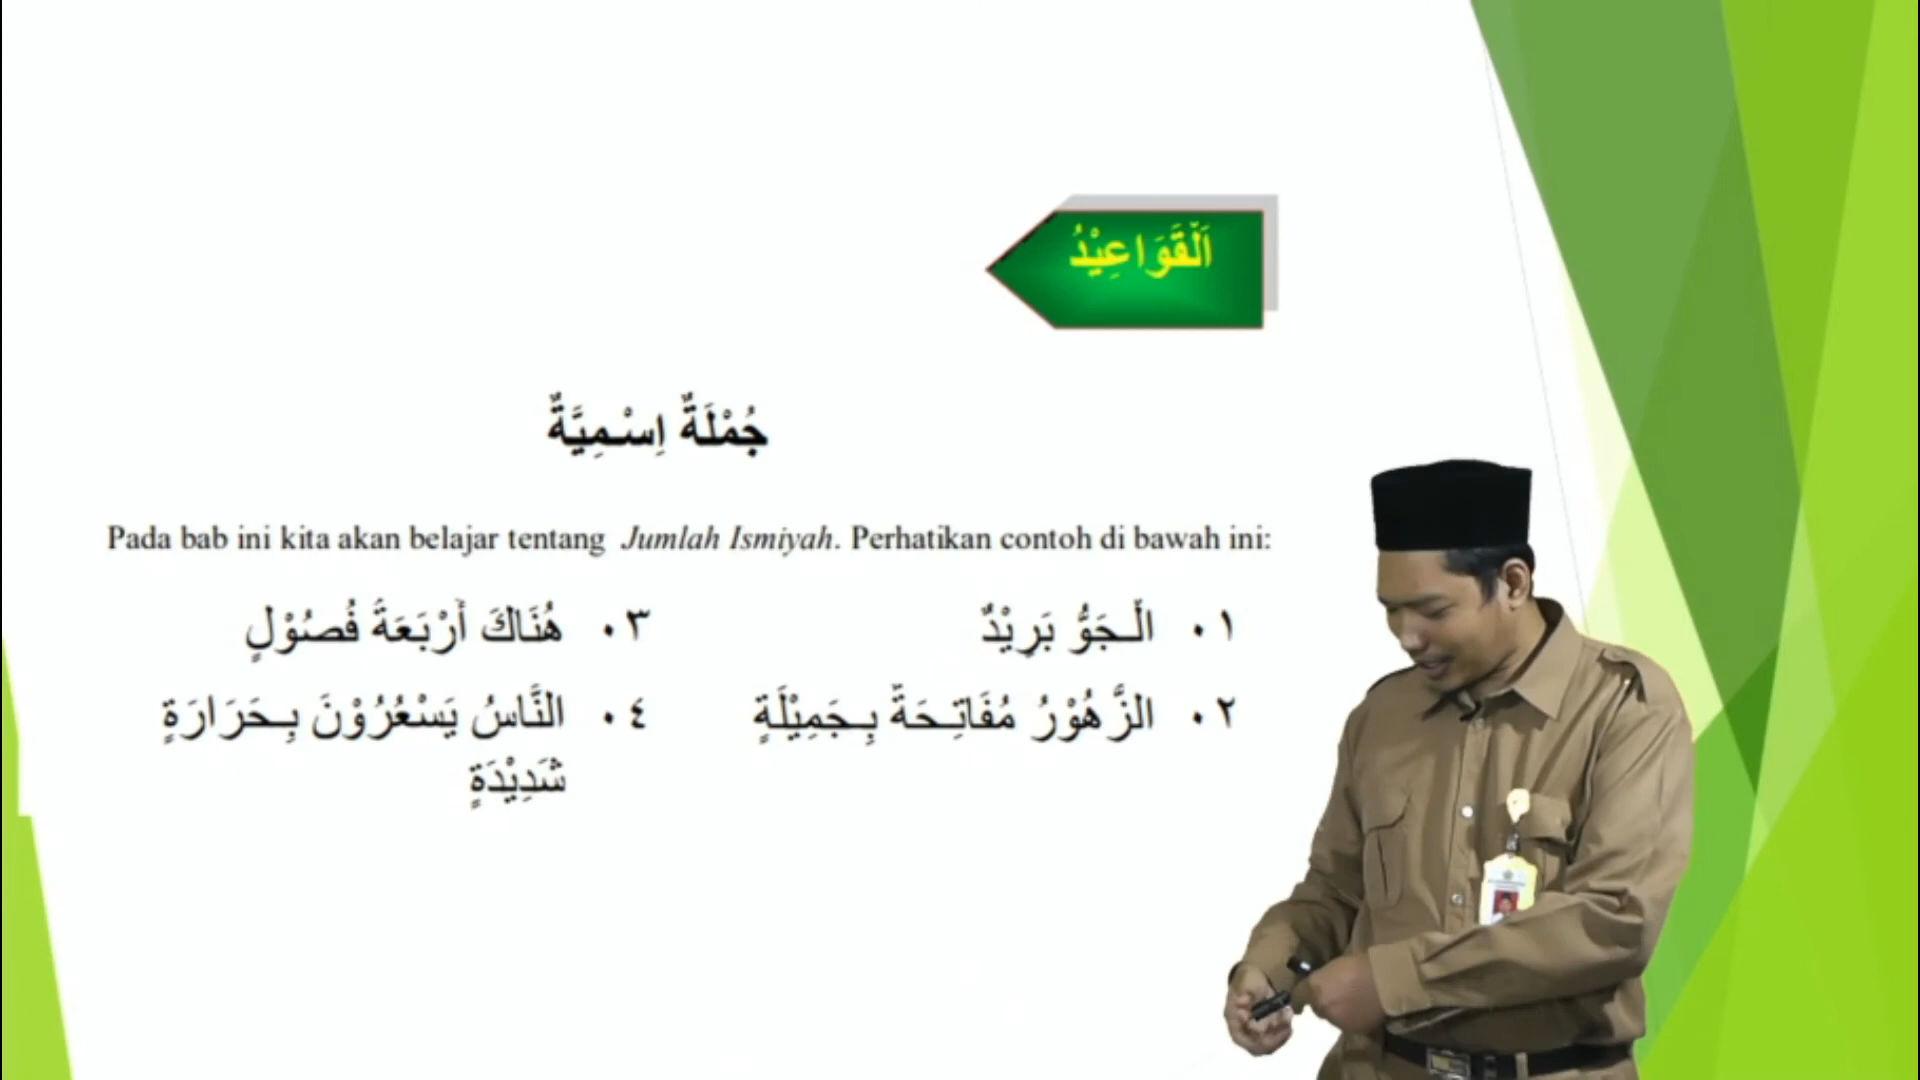 اَلْقَوَاعِيْدُ
جُمْلَةٌ اِسْمِيَّةٌ
Pada bab ini kita akan belajar tentang Jumlah Ismiyah. Perhatikan contoh di bawah ini:
٠١ الْجَوُّ بَرِيْدٌ
٠٢ الزَّهُوْرُ مُفَاتِحَةٌ بِجَمِيْلَةٍ
٠٣ هُنَاكَ أَرْبَعَةَ فُصُوْلٍ
٠٤ النَّاسُ يَسْعُرُوْنَ بِحَرَارَةٍ
شَدِيْدَةٍ